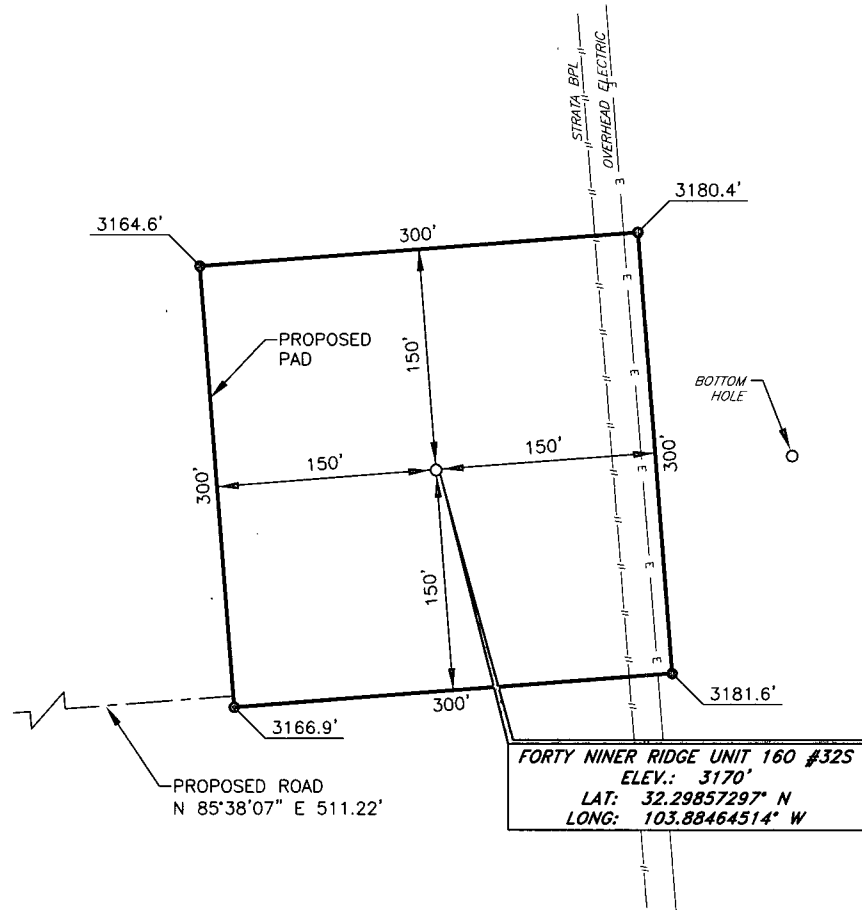 STRATA BPL
OVERHEAD ELECTRIC
E
3164.6'
3180.4'
300'
E
E
PROPOSED
PAD
150'
E
BOTTOM
HOLE
150'
150'
300'
300'
E
E
150'
E
E
300'
3181.6'
3166.9'
PROPOSED ROAD
N 85°38'07" E 511.22'
FORTY NINER RIDGE UNIT 160 #32S
ELEV.: 3170'
LAT: 32.29857297° N
LONG: 103.88464514° W